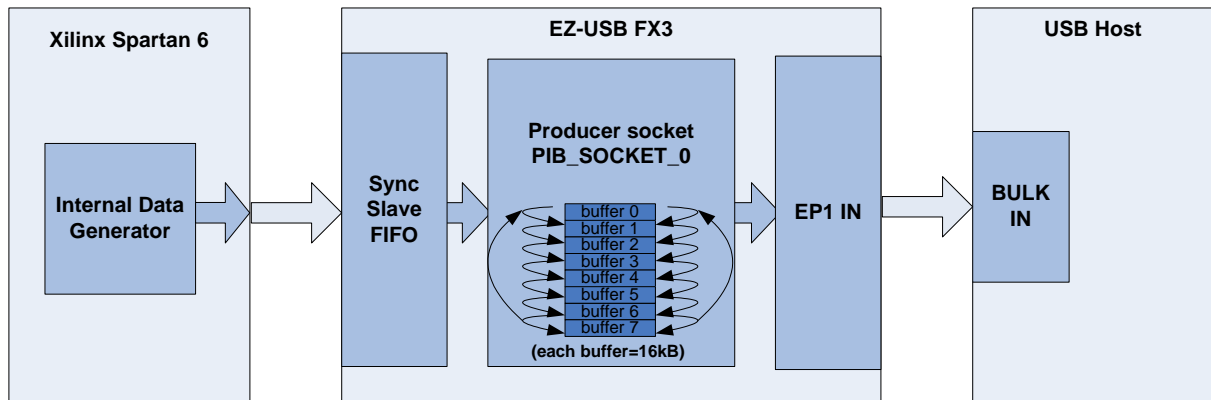 Xilinx Spartan 6
Internal Data
Generator
EZ-USB FX3
Sync
Slave
FIFO
Producer socket
PIB_SOCKET_0
buffer 0
buffer 1
buffer 2
buffer 3
buffer 4
buffer 5
buffer 6
buffer 7
(each buffer=16kB)
EP1 IN
USB Host
BULK
IN